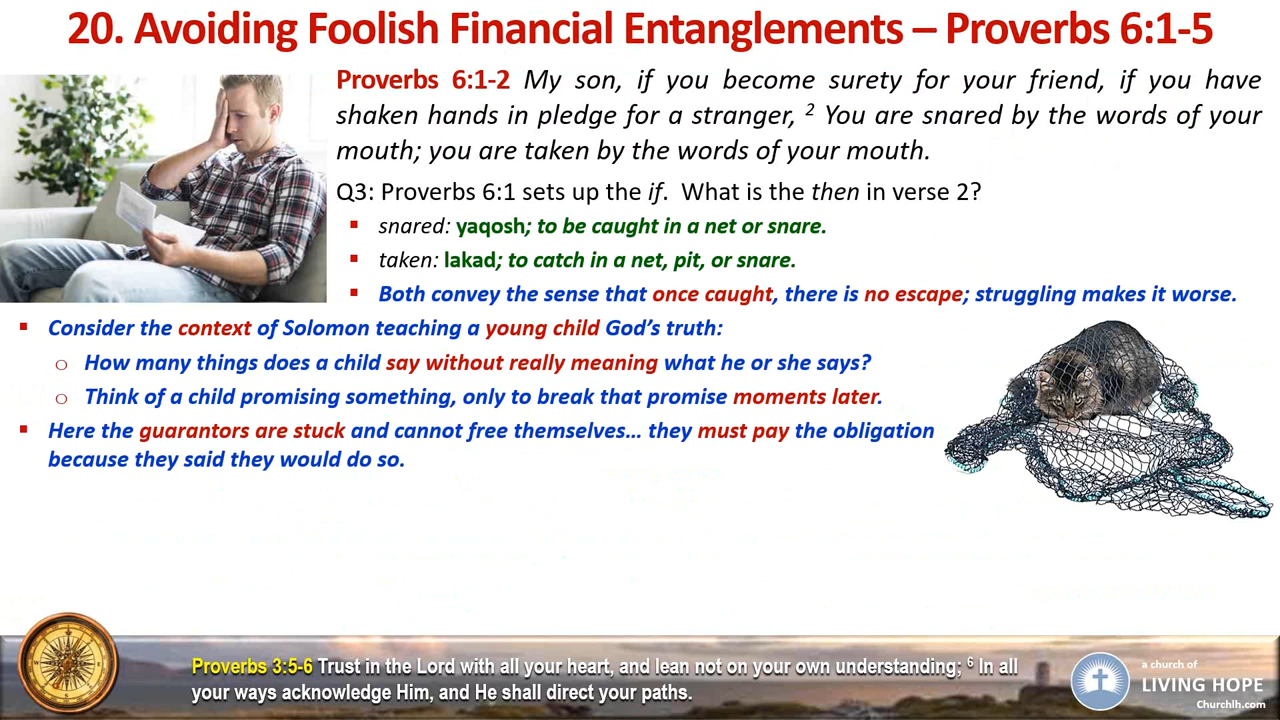 20. Avoiding Foolish Financial Entanglements – Proverbs 6:1-5
Proverbs 6:1-2 My son, if you become surety for your friend, if you have
shaken hands in pledge for a stranger, ² You are snared by the words of your
mouth; you are taken by the words of your mouth.
Q3: Proverbs 6:1 sets up the if. What is the then in verse 2?
▪ snared: yaqosh; to be caught in a net or snare.
▪ taken: lakad; to catch in a net, pit, or snare.
▪ Both convey the sense that once caught, there is no escape; struggling makes it worse.
▪ Consider the context of Solomon teaching a young child God's truth:
o How many things does a child say without really meaning what he or she says?
o Think of a child promising something, only to break that promise moments later.
▪ Here the guarantors are stuck and cannot free themselves… they must pay the obligation
because they said they would do so.
Proverbs 3:5-6 Trust in the Lord with all your heart, and lean not on your own understanding; ⁶ In all
your ways acknowledge Him, and He shall direct your paths.
a church of
LIVING HOPE
Churchlh.com